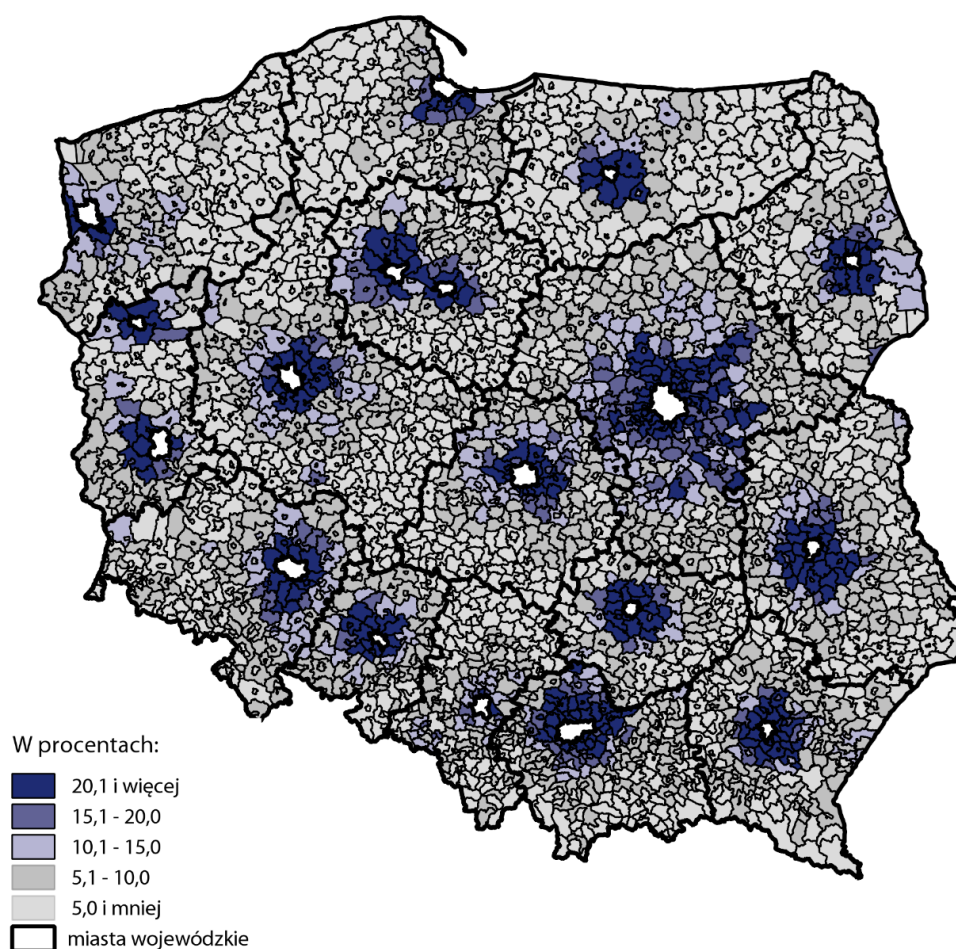 W procentach:
20,1 i więcej
15,1 - 20,0
10,1 - 15,0
5,1 - 10,0
5,0 i mniej
miasta wojewódzkie